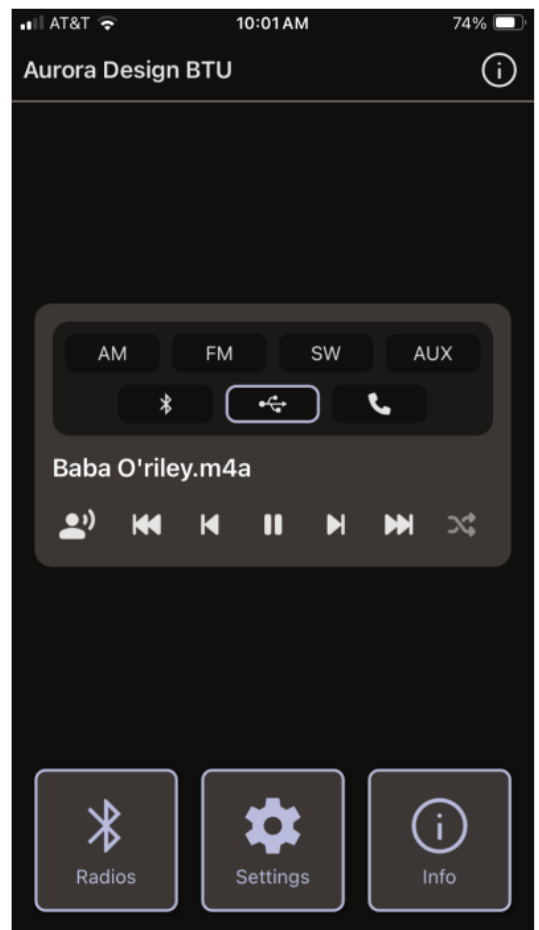 AT&T 10:01 AM 74%
Aurora Design BTU
AM FM SW AUX
Baba O'riley.m4a
Radios Settings Info